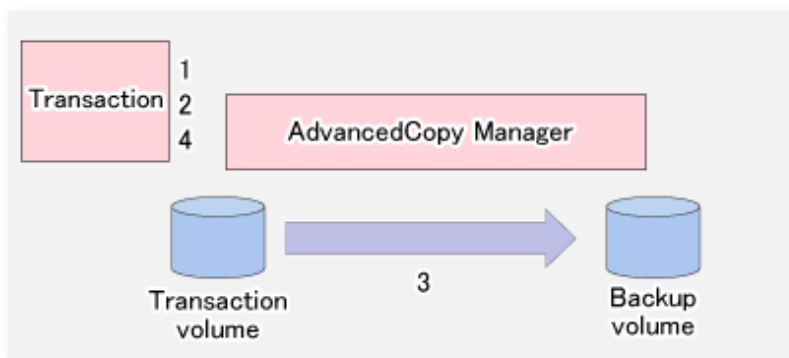 1
Transaction 2
4
AdvancedCopy Manager
3
Transaction
volume
Backup
volume